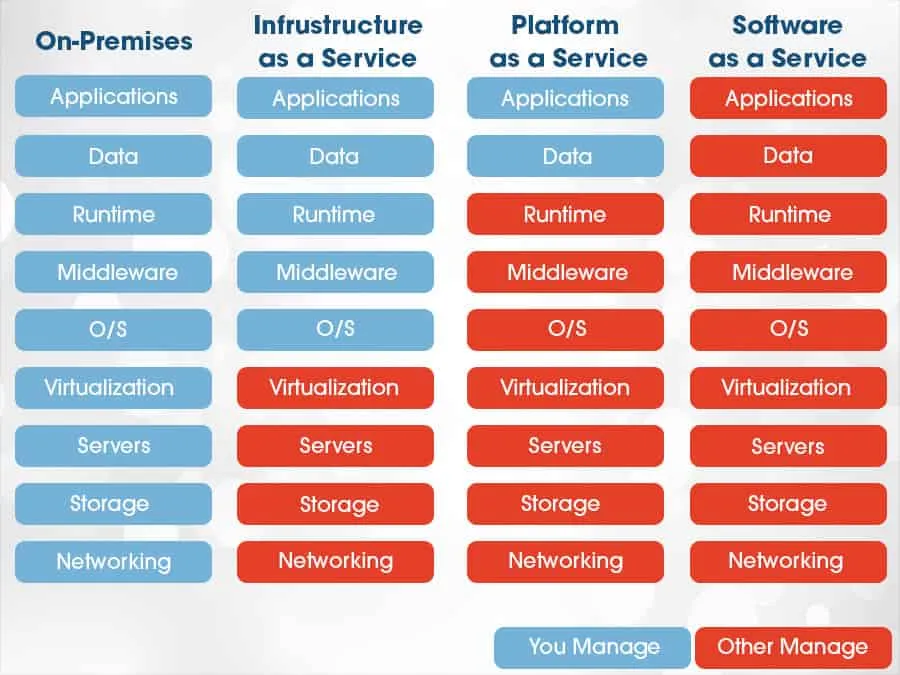 On-Premises
Infrustructure
as a Service
Platform
as a Service
Software
as a Service
Applications
Applications
Applications
Applications
Data
Data
Data
Data
Runtime
Runtime
Runtime
Runtime
Middleware
Middleware
Middleware
Middleware
O/S
O/S
O/S
O/S
Virtualization
Virtualization
Virtualization
Virtualization
Servers
Servers
Servers
Servers
Storage
Storage
Storage
Storage
Networking
Networking
Networking
Networking
You Manage
Other Manage